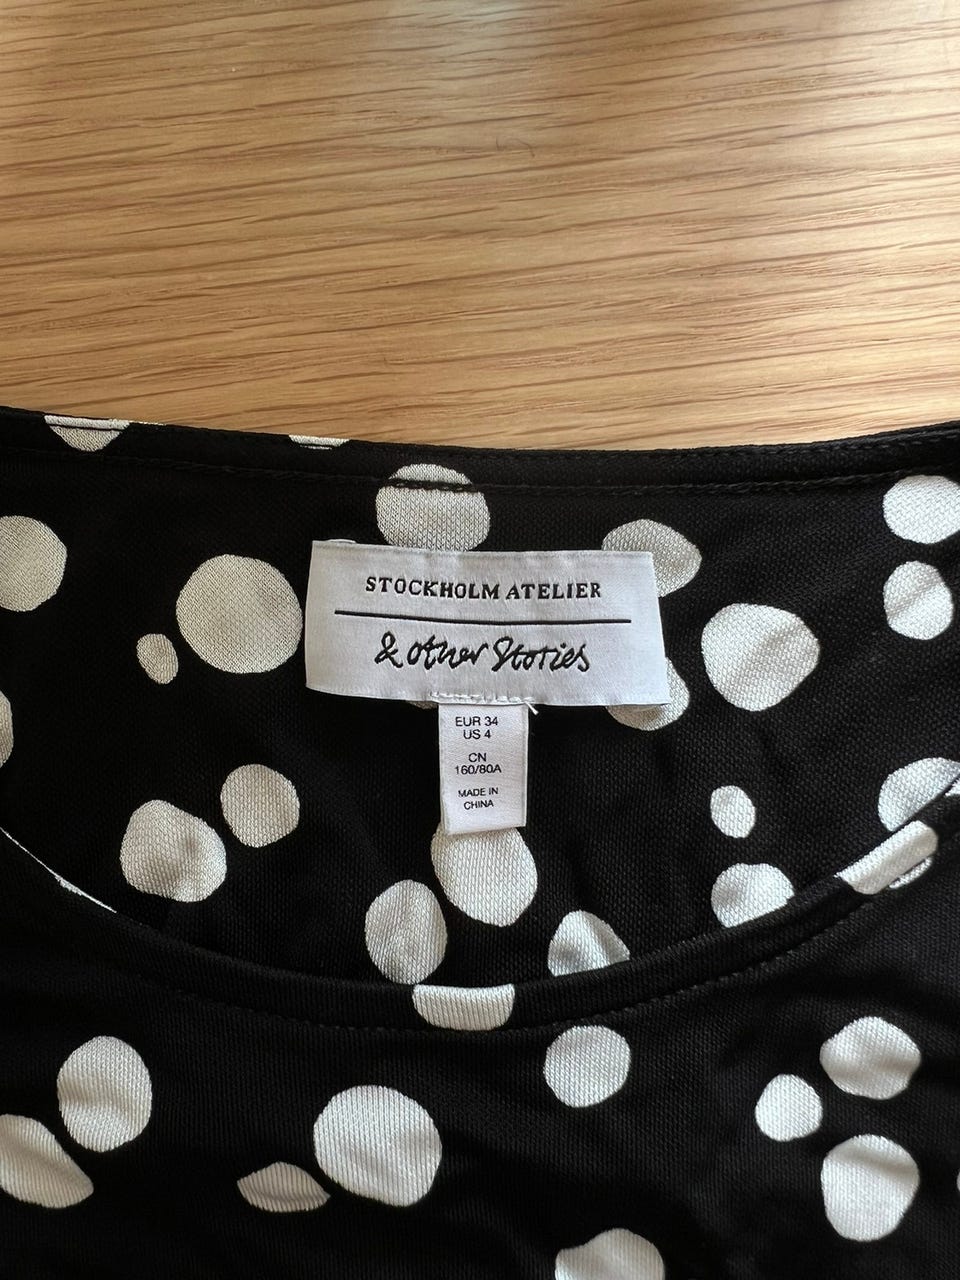 STOCKHOLM ATELIER
& other Stories
EUR 34
US 4
CN
160/80A
MADE IN
CHINA